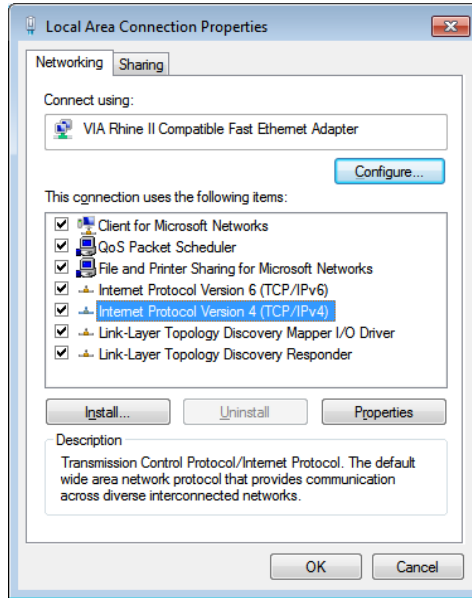 Local Area Connection Properties
Networking
Sharing
Connect using:
VIA Rhine II Compatible Fast Ethernet Adapter
Configure...
This connection uses the following items:
Client for Microsoft Networks
QoS Packet Scheduler
File and Printer Sharing for Microsoft Networks
Internet Protocol Version 6 (TCP/IPv6)
Internet Protocol Version 4 (TCP/IPv4)
Link-Layer Topology Discovery Mapper I/O Driver
Link-Layer Topology Discovery Responder
Install...
Uninstall
Properties
Description
Transmission Control Protocol/Internet Protocol. The default
wide area network protocol that provides communication
across diverse interconnected networks.
OK
Cancel